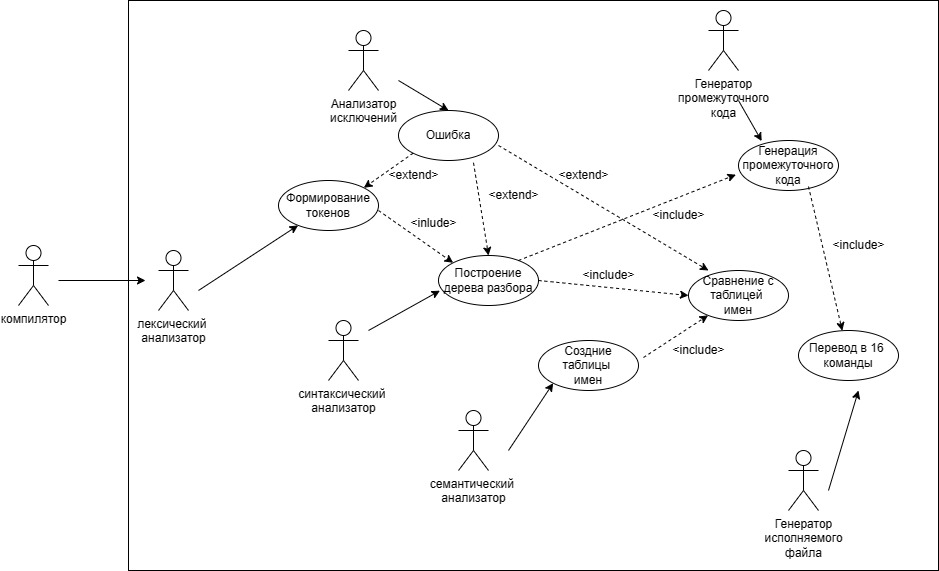 Генератор
промежуточного
кода
Анализатор
исключений
Ошибка
Генерация
промежуточного
кода
<extend>
<extend>
<extend>
Формирование
токенов
<inlude>
<include>
<include>
Построение
дерева разбора
<include>
Сравнение с
таблицей
имен
компилятор
лексический
анализатор
<include>
Создние
таблицы
имен
Перевод в 16
команды
синтаксический
анализатор
семантический
анализатор
Генератор
исполняемого
файла